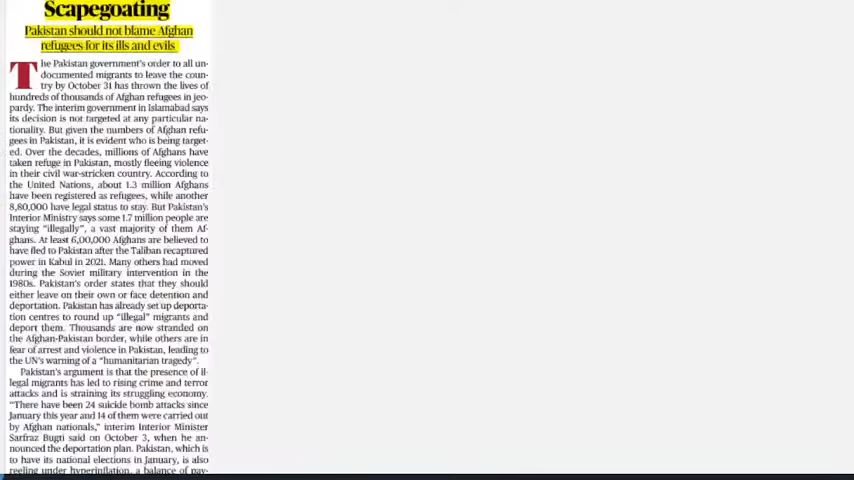 Scapegoating
Pakistan should not blame Afghan
refugees for its ills and evils
The Pakistan government's order to all un-
documented migrants to leave the coun-
try by October 31 has thrown the lives of
hundreds of thousands of Afghan refugees in jeo-
pardy. The interim government in Islamabad says
its decision is not targeted at any particular na-
tionality. But given the numbers of Afghan refu-
gees in Pakistan, it is evident who is being target-
ed. Over the decades, millions of Afghans have
taken refuge in Pakistan, mostly fleeing violence
in their civil war-stricken country. According to
the United Nations, about 1.3 million Afghans
have been registered as refugees, while another
8,80,000 have legal status to stay. But Pakistan's
Interior Ministry says some 1.7 million people are
staying "illegally", a vast majority of them Af-
ghans. At least 6,00,000 Afghans are believed to
have fled to Pakistan after the Taliban recaptured
power in Kabul in 2021. Many others had moved
during the Soviet military intervention in the
1980s. Pakistan's order states that they should
either leave on their own or face detention and
deportation. Pakistan has already set up deporta-
tion centres to round up "illegal" migrants and
deport them. Thousands are now stranded on
the Afghan-Pakistan border, while others are in
fear of arrest and violence in Pakistan, leading to
the UN's warning of a "humanitarian tragedy".
Pakistan's argument is that the presence of il-
legal migrants has led to rising crime and terror
attacks and is straining its struggling economy.
"There have been 24 suicide bomb attacks since
January this year and 14 of them were carried out
by Afghan nationals," interim Interior Minister
Sarfraz Bugti said on October 3, when he an-
nounced the deportation plan. Pakistan, which is
to have its national elections in January, is also
reeling under hyperinflation, a balance of pay-